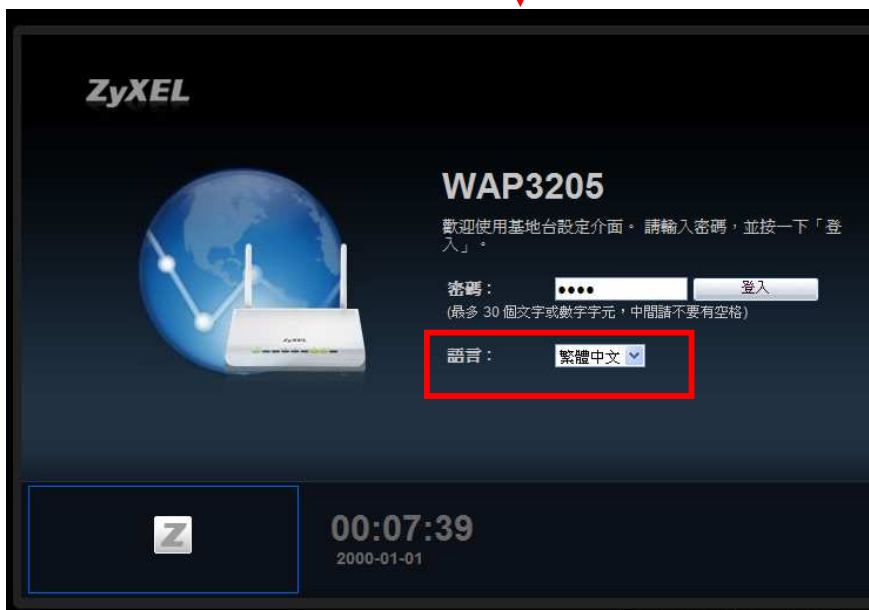 ZyXEL
WAP3205
歡迎使用基地台設定介面。 請輸入密碼，並按一下「登
入」。
密碼： •••• 登入
(最多 30 個文字或數字字元，中間請不要有空格)
語言： 繁體中文
Z
00:07:39
2000-01-01